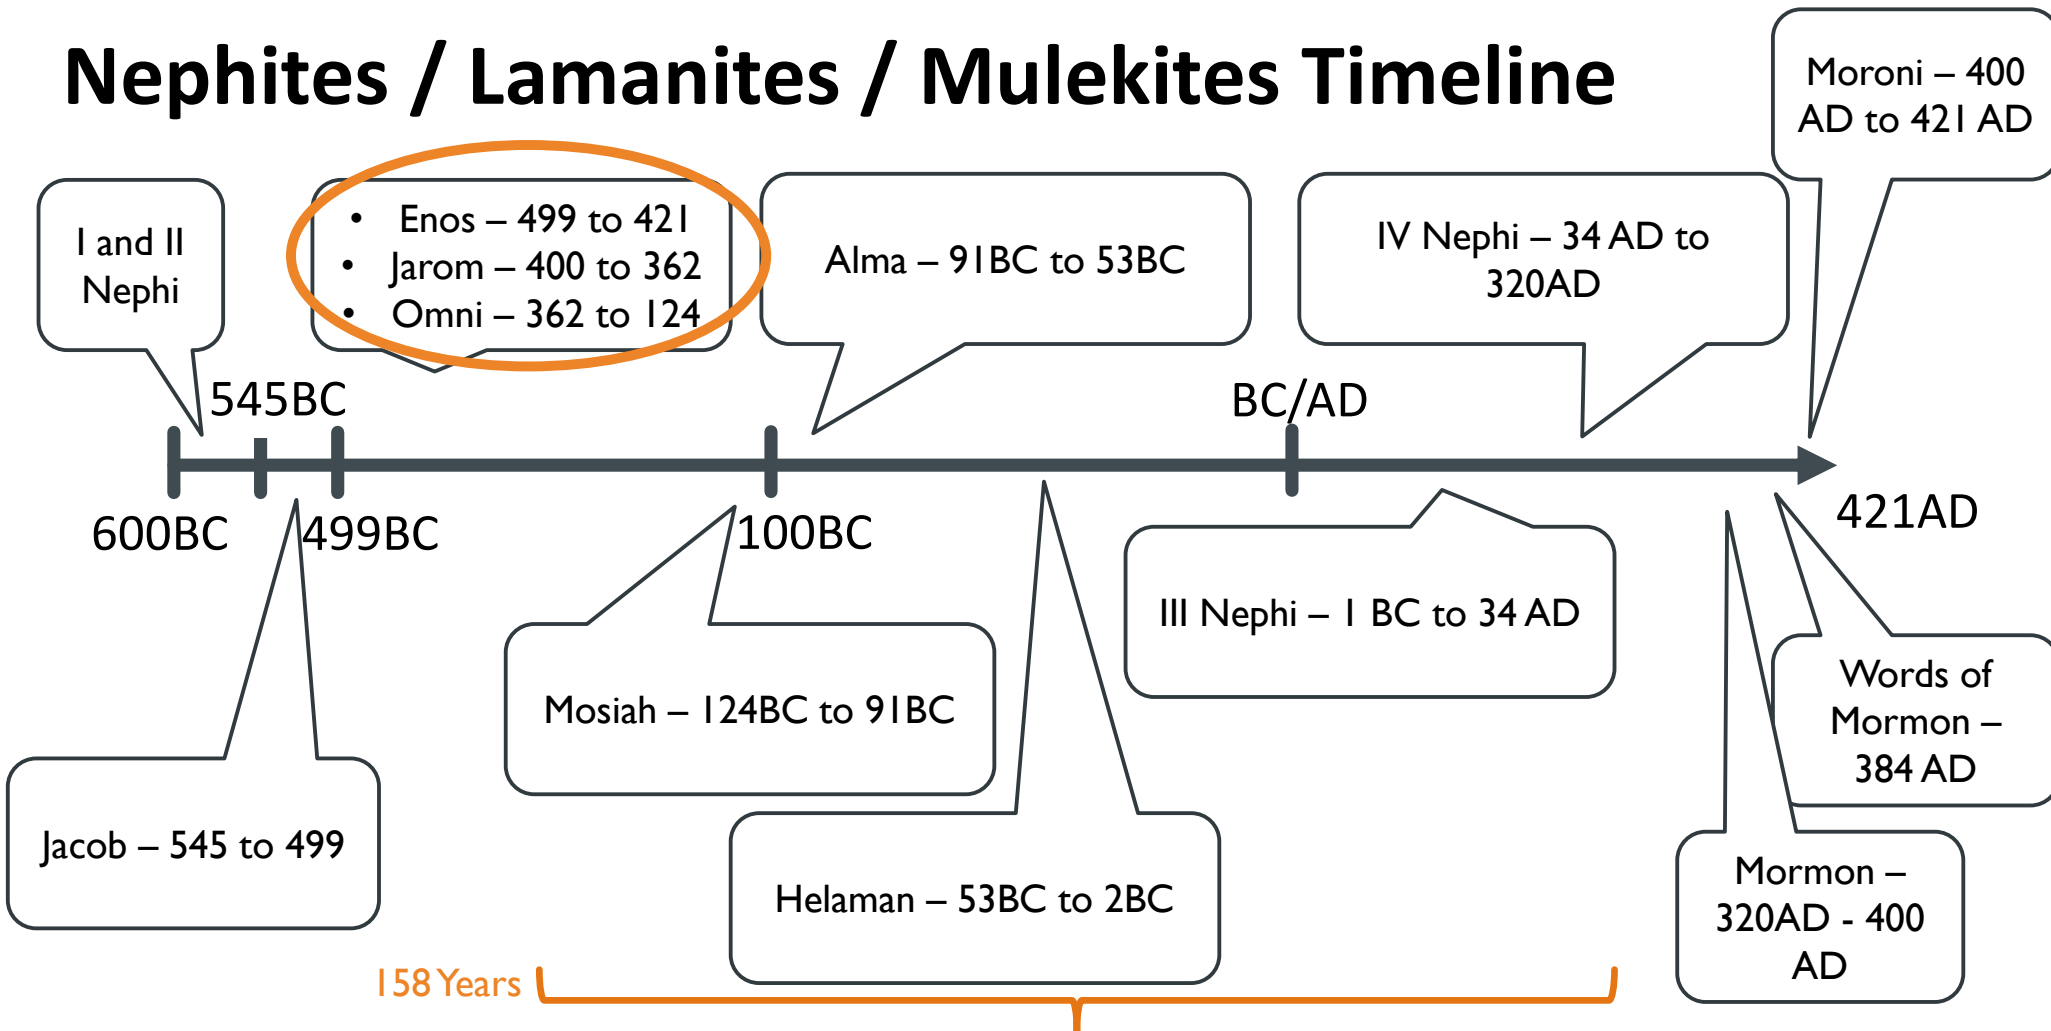 Nephites / Lamanites / Mulekites Timeline
Moroni – 400
AD to 421 AD
I and II
Nephi
• Enos – 499 to 421
• Jarom – 400 to 362
• Omni – 362 to 124
Alma – 91BC to 53BC
IV Nephi – 34 AD to
320AD
545BC
BC/AD
600BC
499BC
100BC
421AD
III Nephi – 1 BC to 34 AD
Mosiah – 124BC to 91BC
Words of
Mormon –
384 AD
Jacob – 545 to 499
Helaman – 53BC to 2BC
Mormon –
320AD - 400
AD
158 Years